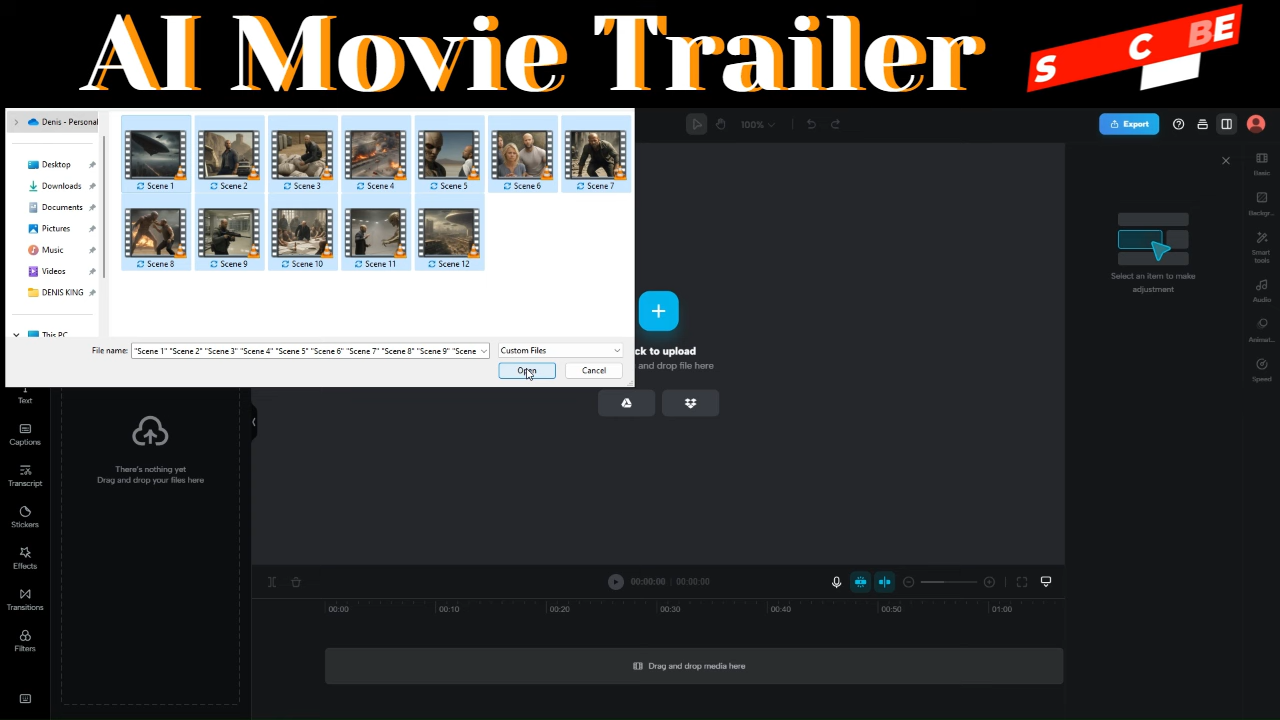 AI Movie Trailer
S C BE
Denis - Personal
Desktop
Downloads
Documents
Pictures
Music
Videos
DENIS KING
This PC
Scene 1
Scene 2
Scene 3
Scene 4
Scene 5
Scene 6
Scene 7
Scene 8
Scene 9
Scene 10
Scene 11
Scene 12
File name:
"Scene 1" "Scene 2" "Scene 3" "Scene 4" "Scene 5" "Scene 6" "Scene 7" "Scene 8" "Scene 9" "Scene
Custom Files
Open
Cancel
100%
Export
ck to upload
and drop file here
Select an item to make
adjustment
Basic
Backgr...
Smart
tools
Audio
Animat...
Speed
Text
Captions
Transcript
Stickers
Effects
Transitions
Filters
There's nothing yet
Drag and drop your files here
00:00:00 | 00:00:00
00:00
00:10
00:20
00:30
00:40
00:50
01:00
Drag and drop media here